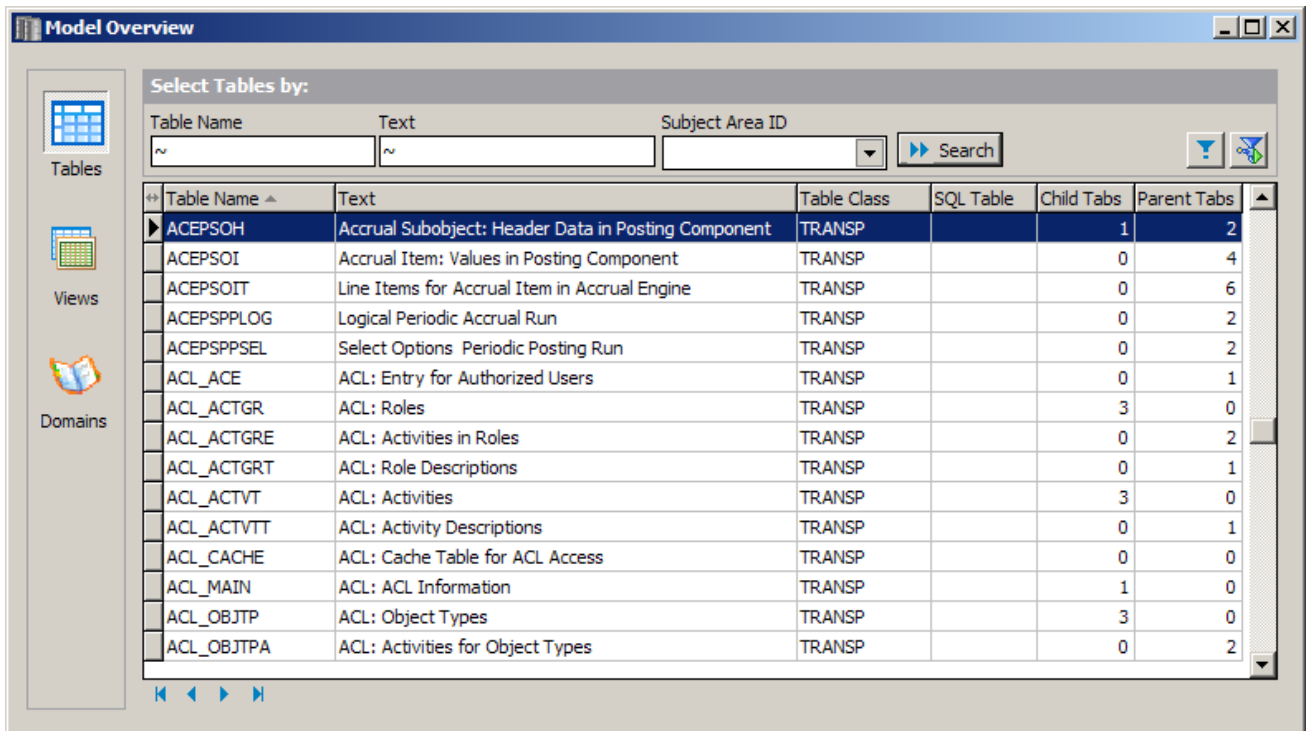 Model Overview
Select Tables by:
Table Name Text Subject Area ID
~ ~ Search
Tables
Views
Domains
Table Name Text Table Class SQL Table Child Tabs Parent Tabs
ACEPSOH Accrual Subobject: Header Data in Posting Component TRANSP 1 2
ACEPSOI Accrual Item: Values in Posting Component TRANSP 0 4
ACEPSOIT Line Items for Accrual Item in Accrual Engine TRANSP 0 6
ACEPSPPLOG Logical Periodic Accrual Run TRANSP 0 2
ACEPSPPSEL Select Options  Periodic Posting Run TRANSP 0 2
ACL_ACE ACL: Entry for Authorized Users TRANSP 0 1
ACL_ACTGR ACL: Roles TRANSP 3 0
ACL_ACTGRE ACL: Activities in Roles TRANSP 0 2
ACL_ACTGRT ACL: Role Descriptions TRANSP 0 1
ACL_ACTVT ACL: Activities TRANSP 3 0
ACL_ACTVTT ACL: Activity Descriptions TRANSP 0 1
ACL_CACHE ACL: Cache Table for ACL Access TRANSP 0 0
ACL_MAIN ACL: ACL Information TRANSP 1 0
ACL_OBJTP ACL: Object Types TRANSP 3 0
ACL_OBJTPA ACL: Activities for Object Types TRANSP 0 2